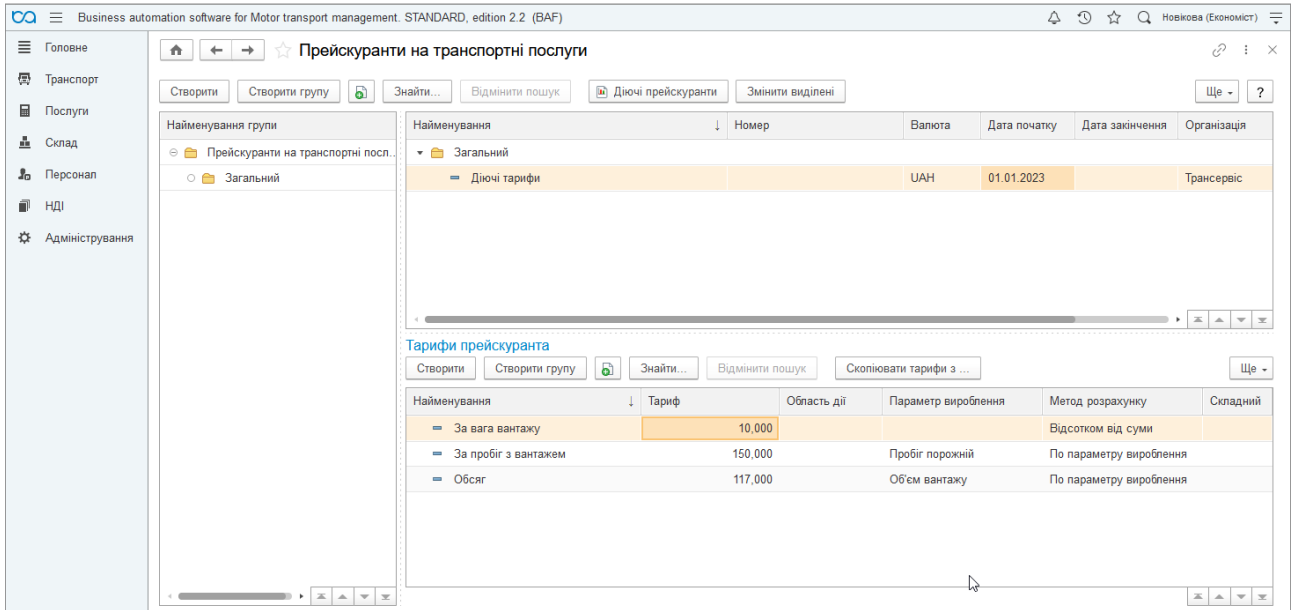 Business automation software for Motor transport management. STANDARD, edition 2.2 (BAF) Новікова (Економіст)
Головне
Транспорт
Послуги
Склад
Персонал
НДІ
Адміністрування
Прейскуранти на транспортні послуги
Створити Створити групу Знайти... Відмінити пошук Діючі прейскуранти Змінити виділені Ще ?
Найменування групи
Прейскуранти на транспортні посл..
Загальний
Найменування ↓ Номер Валюта Дата початку Дата закінчення Організація
Загальний
Діючі тарифи UAH 01.01.2023 Трансервіс
Тарифи прейскуранта
Створити Створити групу Знайти... Відмінити пошук Скопіювати тарифи з ... Ще
Найменування ↓ Тариф Область дії Параметр вироблення Метод розрахунку Складний
За вага вантажу 10,000 Відсотком від суми
За пробіг з вантажем 150,000 Пробіг порожній По параметру вироблення
Обсяг 117,000 Об'єм вантажу По параметру вироблення